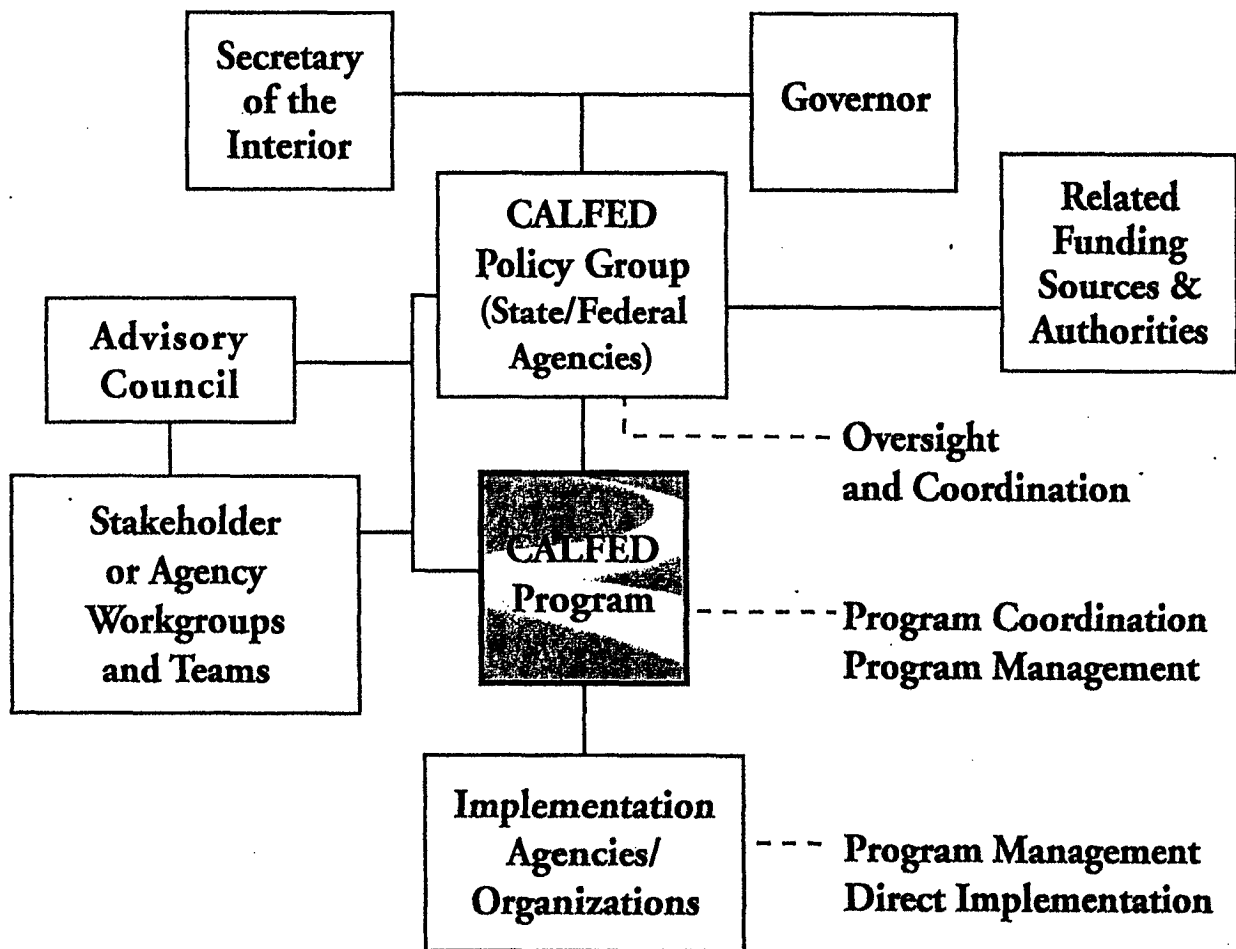 Secretary
of the
Interior
Governor
CALFED
Policy Group
(State/Federal
Agencies)
Related
Funding
Sources &
Authorities
Advisory
Council
Oversight
and Coordination
Stakeholder
or Agency
Workgroups
and Teams
CALFED
Program
Program Coordination
Program Management
Implementation
Agencies/
Organizations
Program Management
Direct Implementation